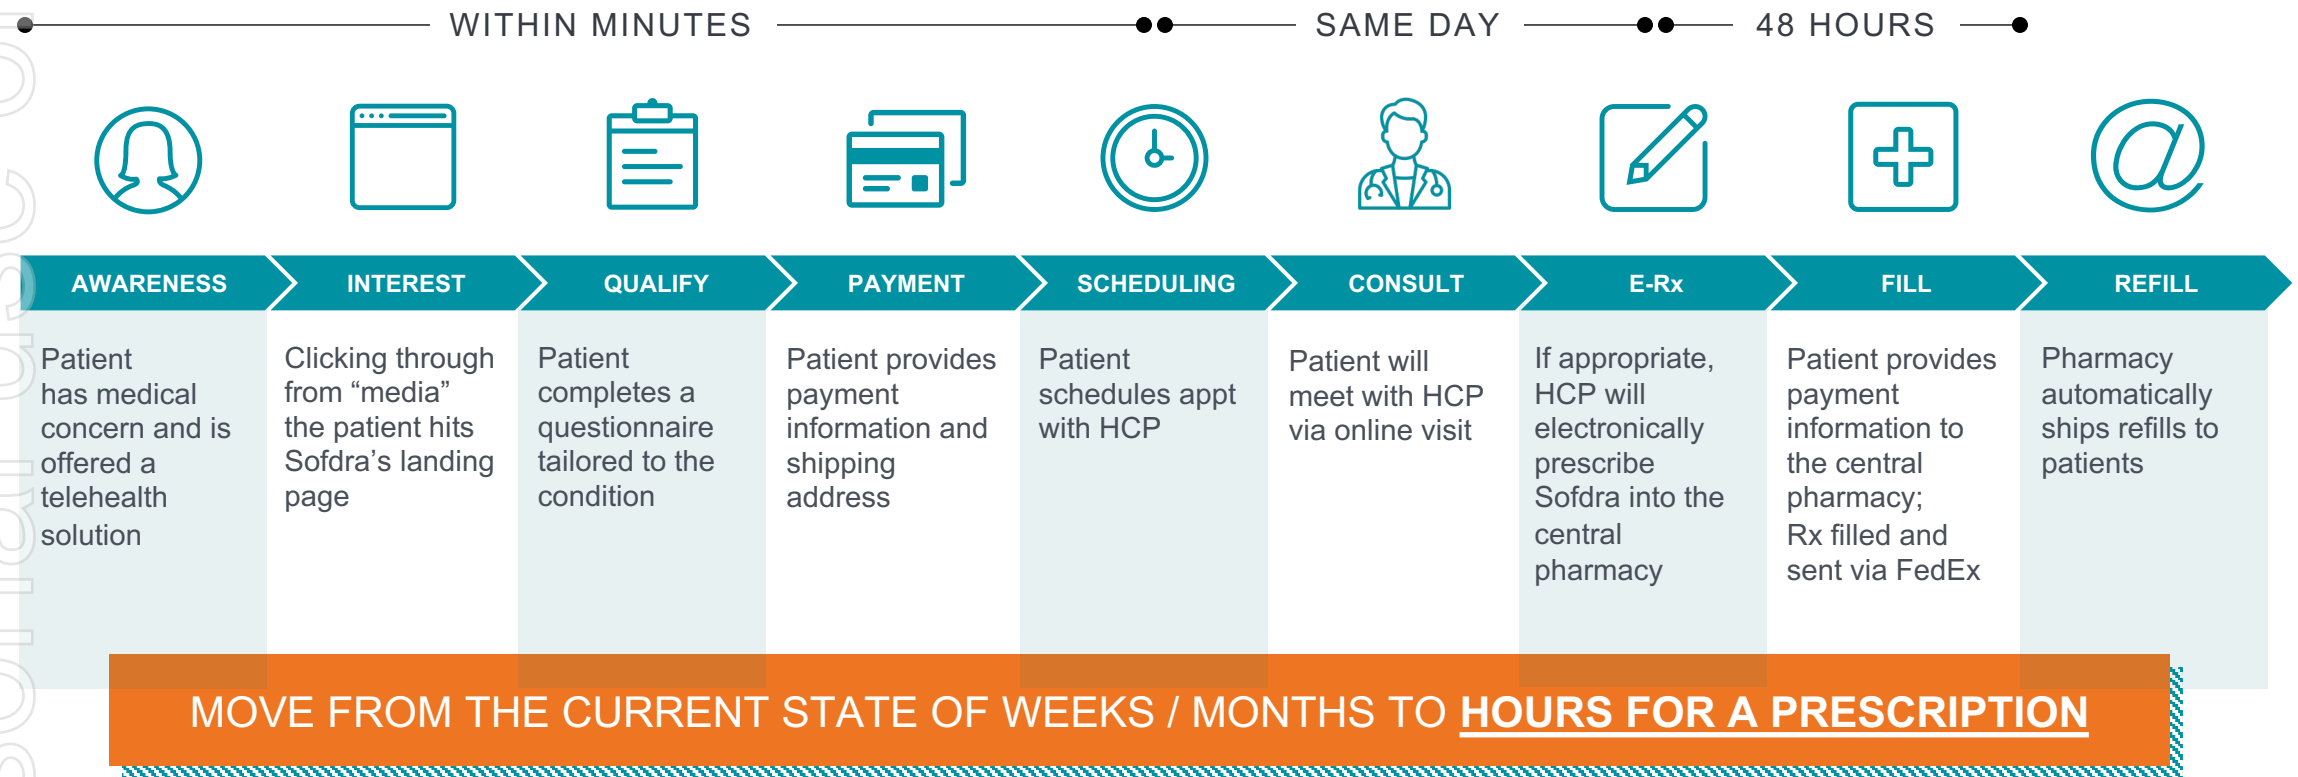 WITHIN MINUTES
SAME DAY
48 HOURS
AWARENESS
INTEREST
QUALIFY
PAYMENT
SCHEDULING
CONSULT
E-Rx
FILL
REFILL
Patient
has medical
concern and is
offered a
telehealth
solution
Clicking through
from “media”
the patient hits
Sofdra’s landing
page
Patient
completes a
questionnaire
tailored to the
condition
Patient provides
payment
information and
shipping
address
Patient
schedules appt
with HCP
Patient will
meet with HCP
via online visit
If appropriate,
HCP will
electronically
prescribe
Sofdra into the
central
pharmacy
Patient provides
payment
information to
the central
pharmacy;
Rx filled and
sent via FedEx
Pharmacy
automatically
ships refills to
patients
MOVE FROM THE CURRENT STATE OF WEEKS / MONTHS TO HOURS FOR A PRESCRIPTION